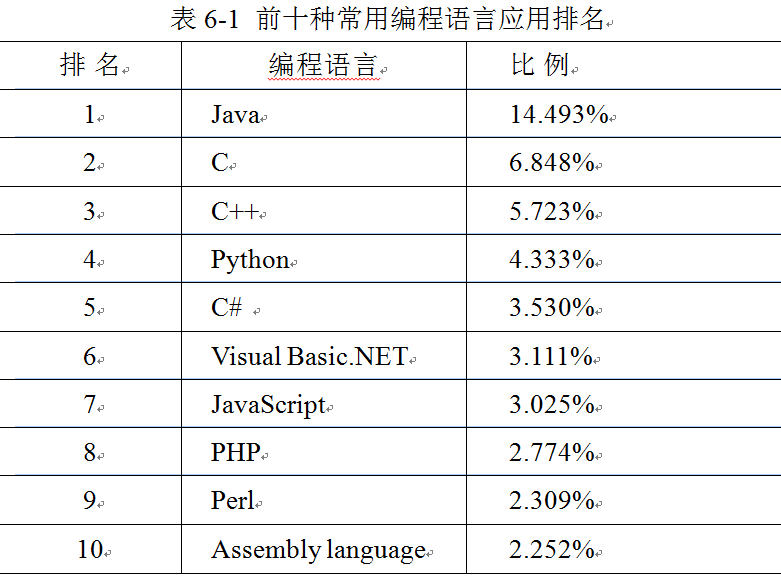 表 6-1 前十种常用编程语言应用排名
排 名 编程语言 比 例
1 Java 14.493%
2 C 6.848%
3 C++ 5.723%
4 Python 4.333%
5 C# 3.530%
6 Visual Basic.NET 3.111%
7 JavaScript 3.025%
8 PHP 2.774%
9 Perl 2.309%
10 Assembly language 2.252%